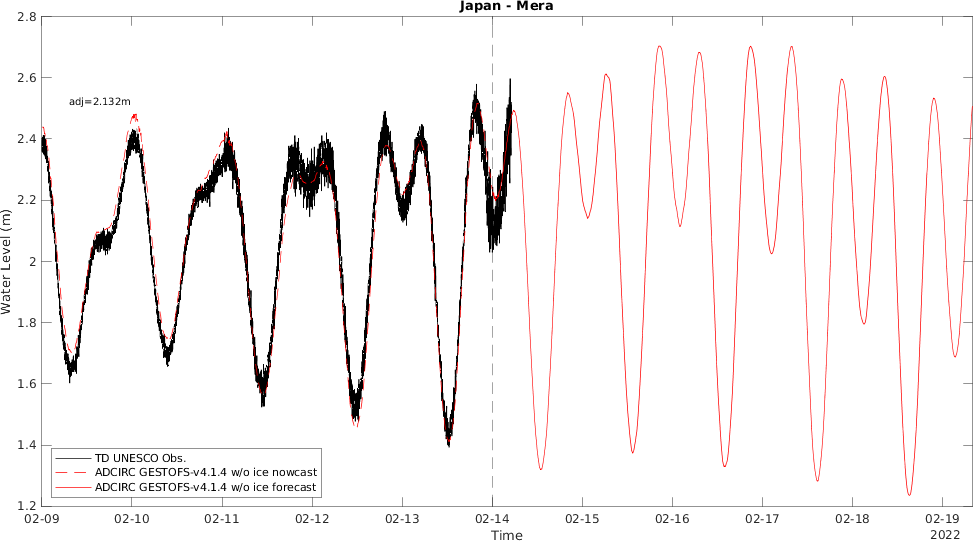 Japan - Mera
2.8
2.6
2.4
2.2
2
1.8
1.6
1.4
1.2
Water Level (m)
adj=2.132m
TD UNESCO Obs.
ADCIRC GESTOFS-v4.1.4 w/o ice nowcast
ADCIRC GESTOFS-v4.1.4 w/o ice forecast
02-09 02-10 02-11 02-12 02-13 02-14 02-15 02-16 02-17 02-18 02-19
Time
2022